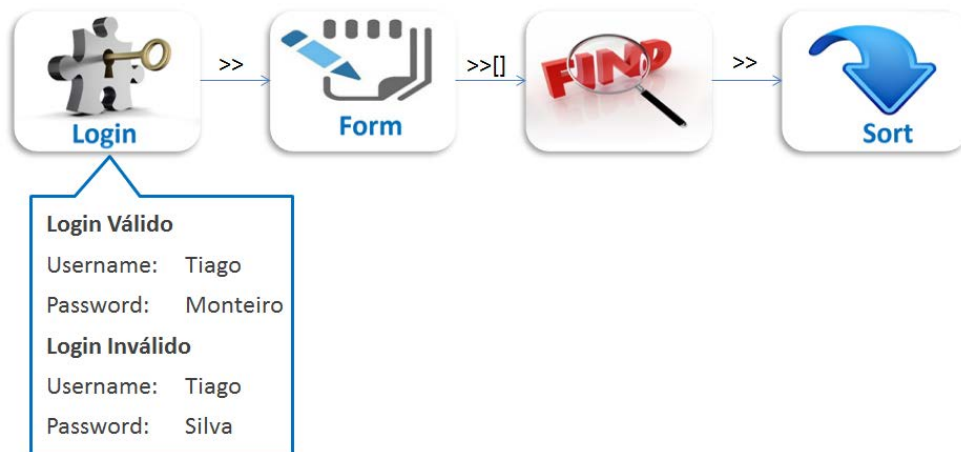 Login
>>
Form
>>[]
FIND
>>
Sort
Login Válido
Username: Tiago
Password: Monteiro
Login Inválido
Username: Tiago
Password: Silva